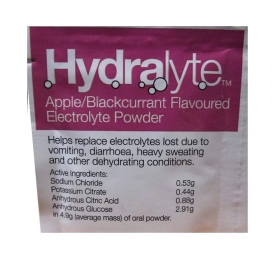 Hydralyte™
Apple/Blackcurrant Flavoured
Electrolyte Powder
Helps replace electrolytes lost due to
vomiting, diarrhoea, heavy sweating
and other dehydrating conditions.
Active Ingredients:
Sodium Chloride 0.53g
Potassium Citrate 0.44g
Anhydrous Citric Acid 0.88g
Anhydrous Glucose 2.91g
in 4.9g (average mass) of oral powder.